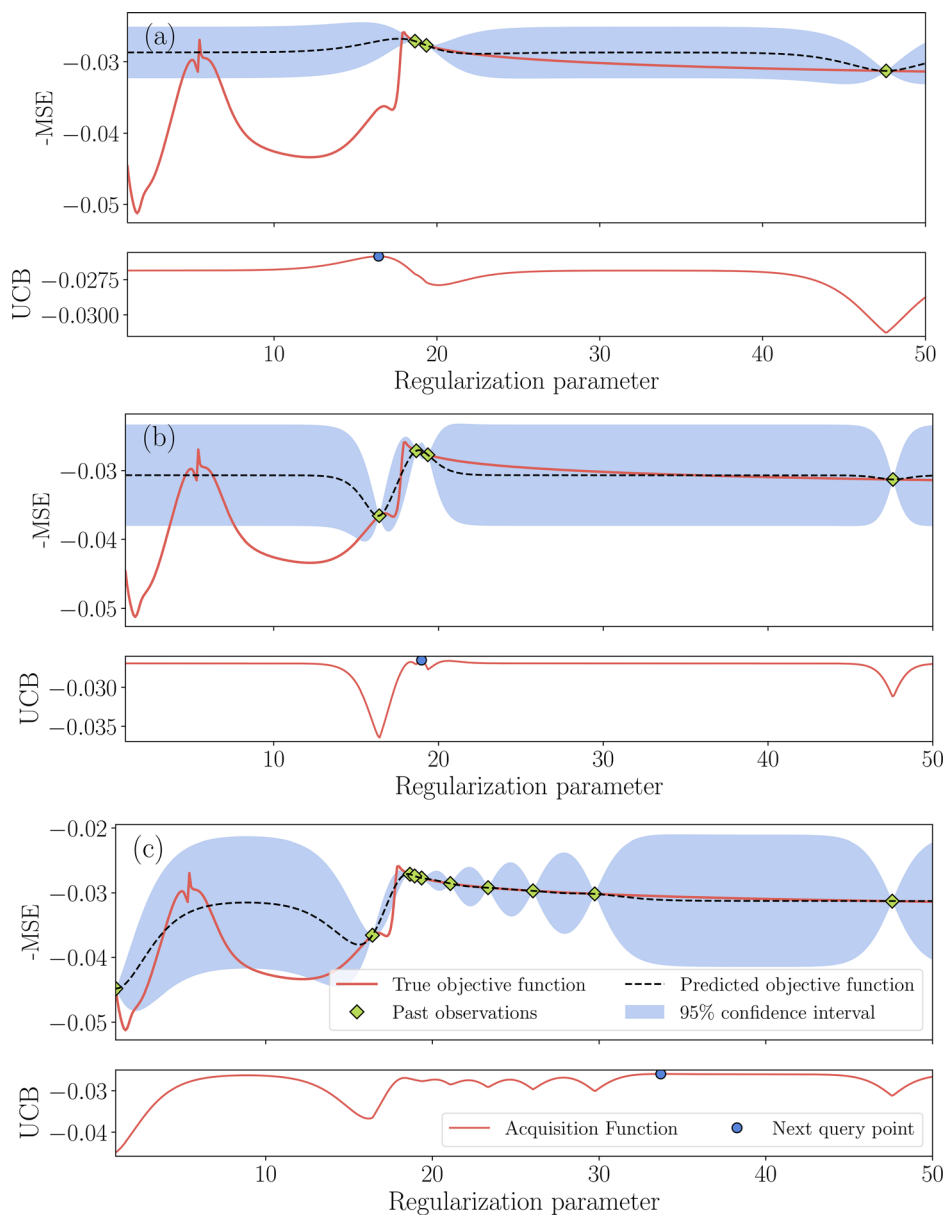 (a)
-MSE
−0.03
−0.04
−0.05
UCB
−0.0275
−0.0300
10 20 30 40 50
Regularization parameter
(b)
-MSE
−0.03
−0.04
−0.05
UCB
−0.030
−0.035
10 20 30 40 50
Regularization parameter
(c)
-MSE
−0.02
−0.03
−0.04
−0.05
True objective function Predicted objective function
Past observations 95% confidence interval
UCB
−0.03
−0.04
Acquisition Function Next query point
10 20 30 40 50
Regularization parameter